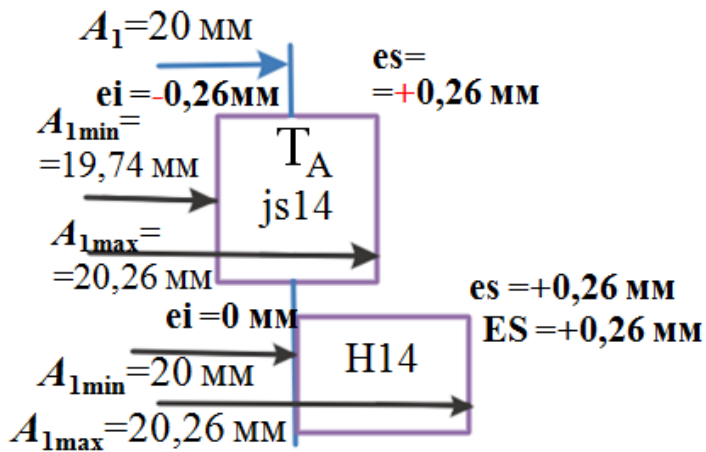 A₁=20 мм
es=
ei =-0,26мм
=+0,26 мм
A₁min=
=19,74 мм
T_A
js14
A₁max=
=20,26 мм
es =+0,26 мм
ei =0 мм
ES =+0,26 мм
H14
A₁min=20 мм
A₁max=20,26 мм